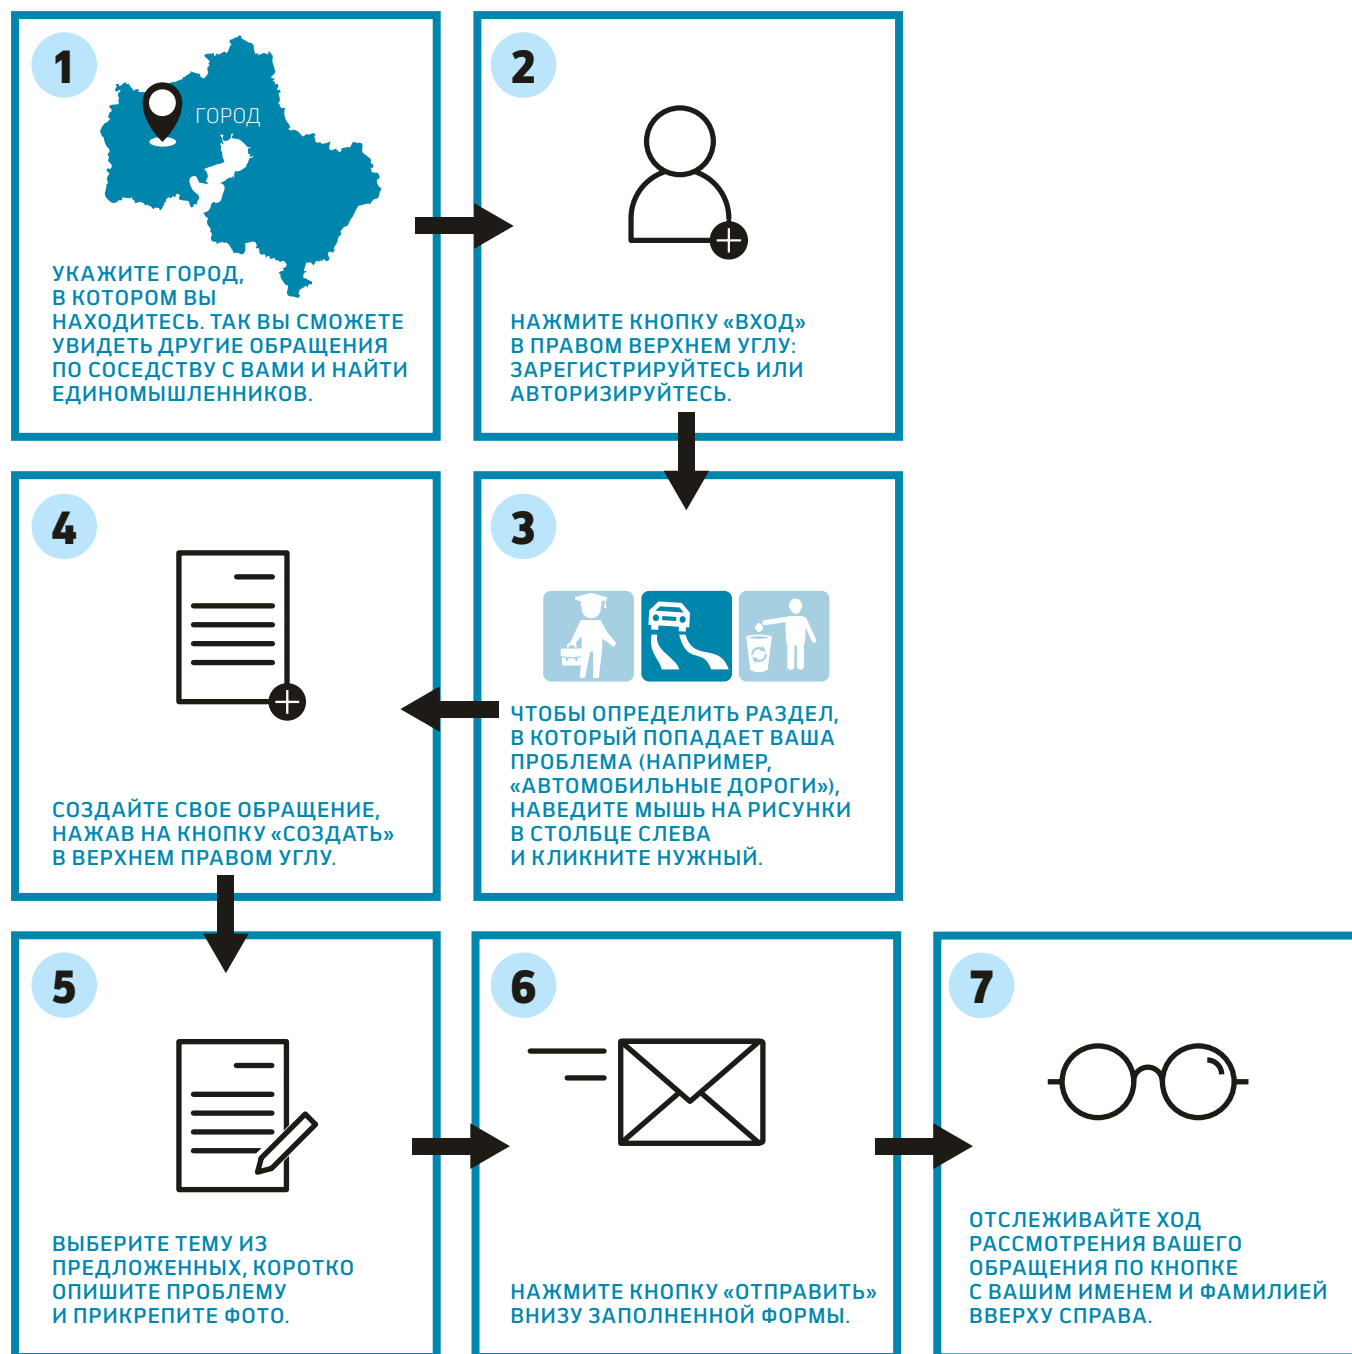 1
ГОРОД
УКАЖИТЕ ГОРОД,
В КОТОРОМ ВЫ
НАХОДИТЕСЬ. ТАК ВЫ СМОЖЕТЕ
УВИДЕТЬ ДРУГИЕ ОБРАЩЕНИЯ
ПО СОСЕДСТВУ С ВАМИ И НАЙТИ
ЕДИНОМЫШЛЕННИКОВ.
2
НАЖМИТЕ КНОПКУ «ВХОД»
В ПРАВОМ ВЕРХНЕМ УГЛУ:
ЗАРЕГИСТРИРУЙТЕСЬ ИЛИ
АВТОРИЗИРУЙТЕСЬ.
3
ЧТОБЫ ОПРЕДЕЛИТЬ РАЗДЕЛ,
В КОТОРЫЙ ПОПАДАЕТ ВАША
ПРОБЛЕМА (НАПРИМЕР,
«АВТОМОБИЛЬНЫЕ ДОРОГИ»),
НАВЕДИТЕ МЫШЬ НА РИСУНКИ
В СТОЛБЦЕ СЛЕВА
И КЛИКНИТЕ НУЖНЫЙ.
4
СОЗДАЙТЕ СВОЕ ОБРАЩЕНИЕ,
НАЖАВ НА КНОПКУ «СОЗДАТЬ»
В ВЕРХНЕМ ПРАВОМ УГЛУ.
5
ВЫБЕРИТЕ ТЕМУ ИЗ
ПРЕДЛОЖЕННЫХ, КОРОТКО
ОПИШИТЕ ПРОБЛЕМУ
И ПРИКРЕПИТЕ ФОТО.
6
НАЖМИТЕ КНОПКУ «ОТПРАВИТЬ»
ВНИЗУ ЗАПОЛНЕННОЙ ФОРМЫ.
7
ОТСЛЕЖИВАЙТЕ ХОД
РАССМОТРЕНИЯ ВАШЕГО
ОБРАЩЕНИЯ ПО КНОПКЕ
С ВАШИМ ИМЕНЕМ И ФАМИЛИЕЙ
ВВЕРХУ СПРАВА.